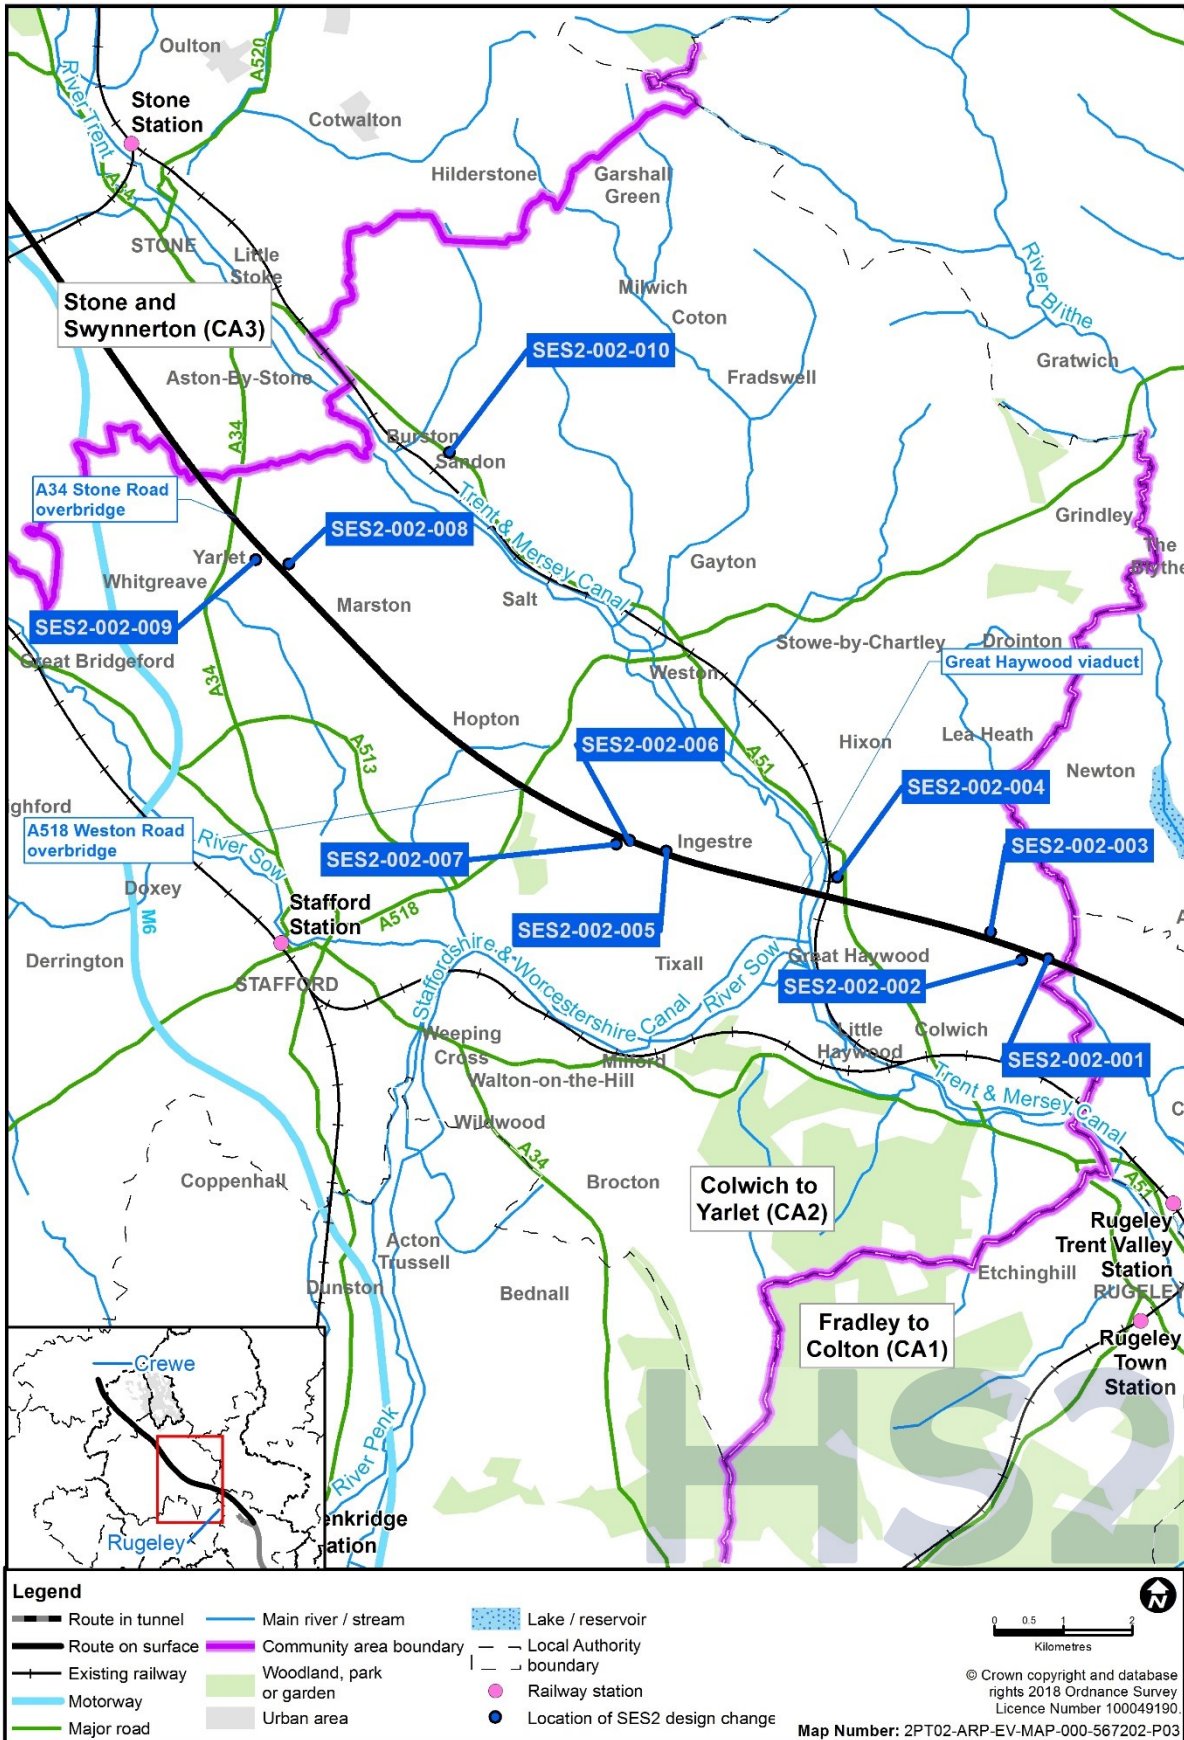 Oulton
A520
River Trent
Stone
Station
Cotwalton
Hilderstone
Garshall
Green
A34
STONE
Little
Stoke
River Blithe
Stone and
Swynnerton (CA3)
Milwich
Coton
SES2-002-010
Gratwich
Fradswell
Aston-By-Stone
A34
Burston
Sandon
A34 Stone Road
overbridge
Trent & Mersey Canal
SES2-002-008
Grindley
Yarlet
Gayton
The
Blythe
Whitgreave
Marston
Salt
SES2-002-009
Stowe-by-Chartley
Drointon
Great Bridgeford
Great Haywood viaduct
Weston
A34
Hopton
A513
SES2-002-006
A51
Hixon
Lea Heath
Newton
SES2-002-004
ighford
A518 Weston Road
overbridge
River Sow
Ingestre
SES2-002-003
SES2-002-007
Doxey
Stafford
Station
A518
M6
SES2-002-005
Derrington
STAFFORD
Staffordshire & Worcestershire Canal
Tixall
River Sow
Great Haywood
SES2-002-002
Weeping
Cross
Milford
Little
Haywood
Colwich
SES2-002-001
Walton-on-the-Hill
Trent & Mersey Canal
Wildwood
A34
Coppenhall
Brocton
Colwich to
Yarlet (CA2)
A51
Rugeley
Trent Valley
Station
Acton
Trussell
Etchinghill
RUGELEY
Dunston
Bednall
Fradley to
Colton (CA1)
Rugeley
Town
Station
Crewe
Rugeley
River Penk
enkridge
ation
HS2
Legend
Route in tunnel
Route on surface
Existing railway
Motorway
Major road
Main river / stream
Community area boundary
Woodland, park
or garden
Urban area
Lake / reservoir
Local Authority
boundary
Railway station
Location of SES2 design change
N
0 0.5 1 2
Kilometres
© Crown copyright and database
rights 2018 Ordnance Survey
Licence Number 100049190.
Map Number: 2PT02-ARP-EV-MAP-000-567202-P03